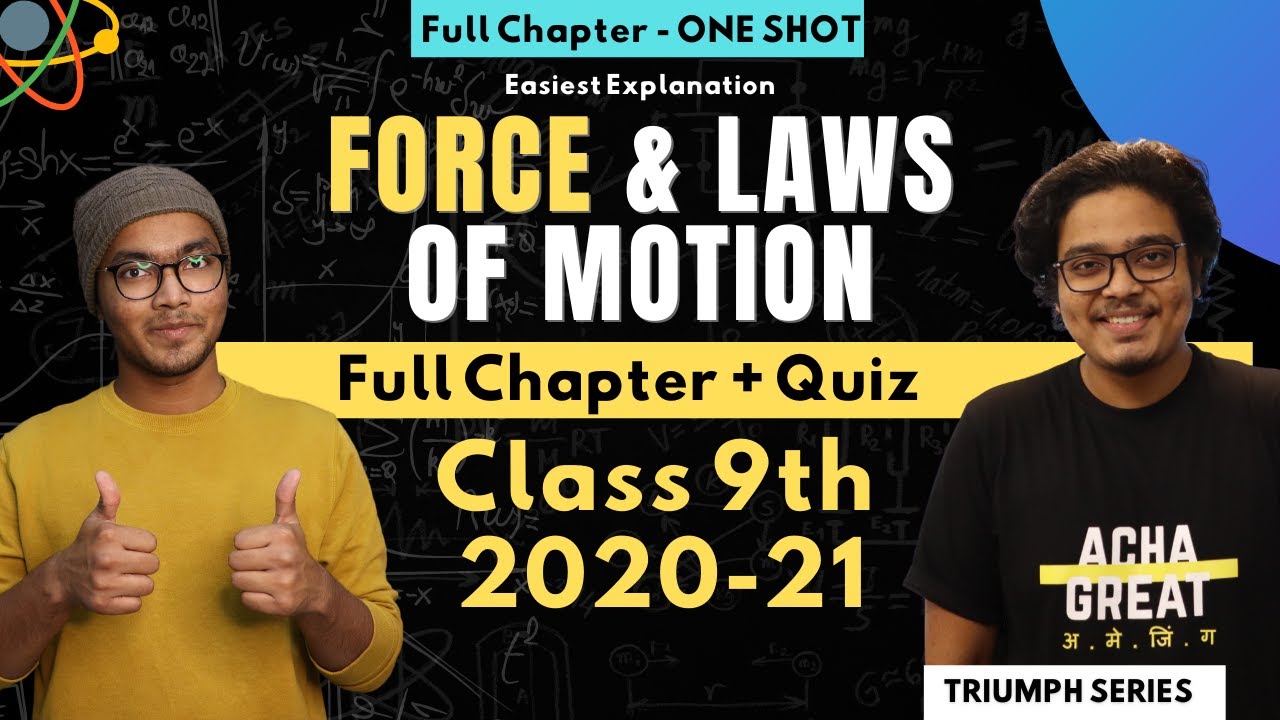 Full Chapter - ONE SHOT
Easiest Explanation
FORCE & LAWS
OF MOTION
Full Chapter + Quiz
Class 9th
2020-21
ACHA
GREAT
अ . मे . जिं . ग
TRIUMPH SERIES